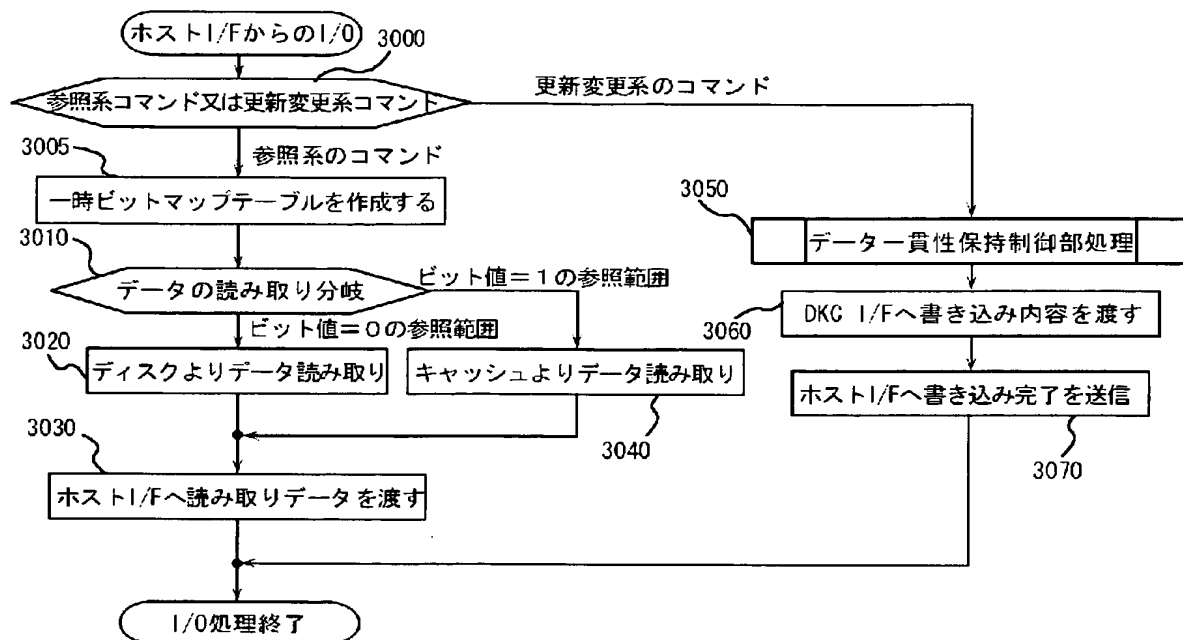 ホストI/FからのI/O
3000
参照系コマンド又は更新変更系コマンド
更新変更系のコマンド
3005
参照系のコマンド
一時ビットマップテーブルを作成する
3010
データの読み取り分岐
ビット値=1の参照範囲
ビット値=0の参照範囲
3020
ディスクよりデータ読み取り
キャッシュよりデータ読み取り
3040
3030
ホストI/Fへ読み取りデータを渡す
3050
データ一貫性保持制御部処理
3060
DKC I/Fへ書き込み内容を渡す
ホストI/Fへ書き込み完了を送信
3070
I/O処理終了